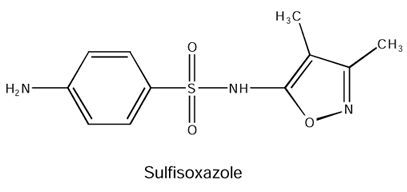 H₃C
CH₃
O
H₂N
S
NH
O
N
O
Sulfisoxazole